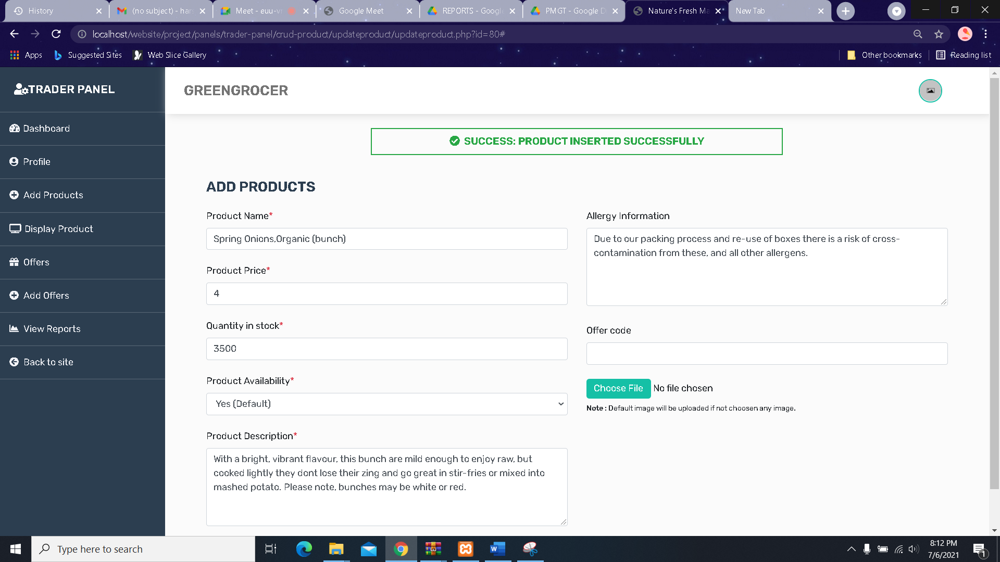 History
(no subject) - har
Meet - euu-v
Google Meet
REPORTS - Googl
PMGT - Google D
Nature's Fresh Ma
New Tab
localhost/website/project/panels/trader-panel/crud-product/updateproduct/updateproduct.php?id=80#
Apps
Suggested Sites
Web Slice Gallery
Other bookmarks
Reading list
TRADER PANEL
GREENGROCER
Dashboard
Profile
Add Products
Display Product
Offers
Add Offers
View Reports
Back to site
SUCCESS: PRODUCT INSERTED SUCCESSFULLY
ADD PRODUCTS
Product Name*
Spring Onions,Organic (bunch)
Product Price*
4
Quantity in stock*
3500
Product Availability*
Yes (Default)
Product Description*
With a bright, vibrant flavour, this bunch are mild enough to enjoy raw, but
cooked lightly they dont lose their zing and go great in stir-fries or mixed into
mashed potato. Please note, bunches may be white or red.
Allergy Information
Due to our packing process and re-use of boxes there is a risk of cross-
contamination from these, and all other allergens.
Offer code
Choose File No file chosen
Note : Default image will be uploaded if not choosen any image.
Type here to search
8:12 PM
7/6/2021
1